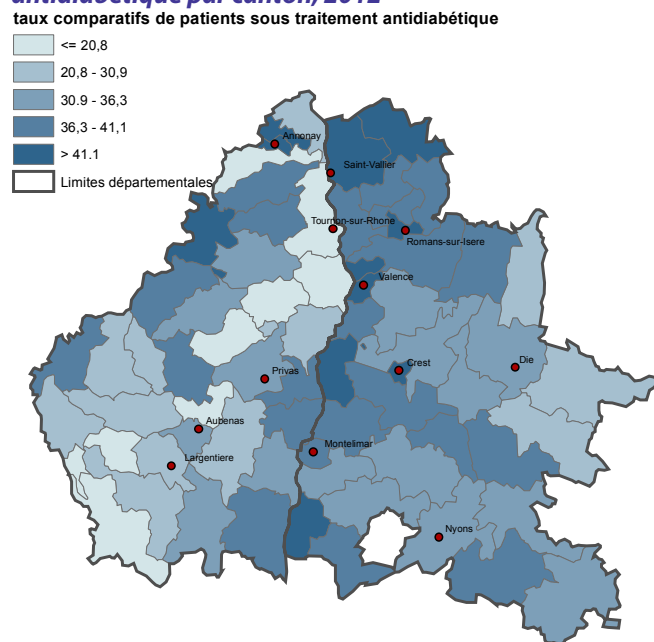 antidiabétique par canton, 2012
taux comparatifs de patients sous traitement antidiabétique
<= 20,8
20,8 - 30,9
30.9 - 36,3
36,3 - 41,1
> 41.1
Limites départementales
Annonay
Saint-Vallier
Tournon-sur-Rhone
Romans-sur-Isere
Valence
Die
Crest
Privas
Aubenas
Montelimar
Largentiere
Nyons